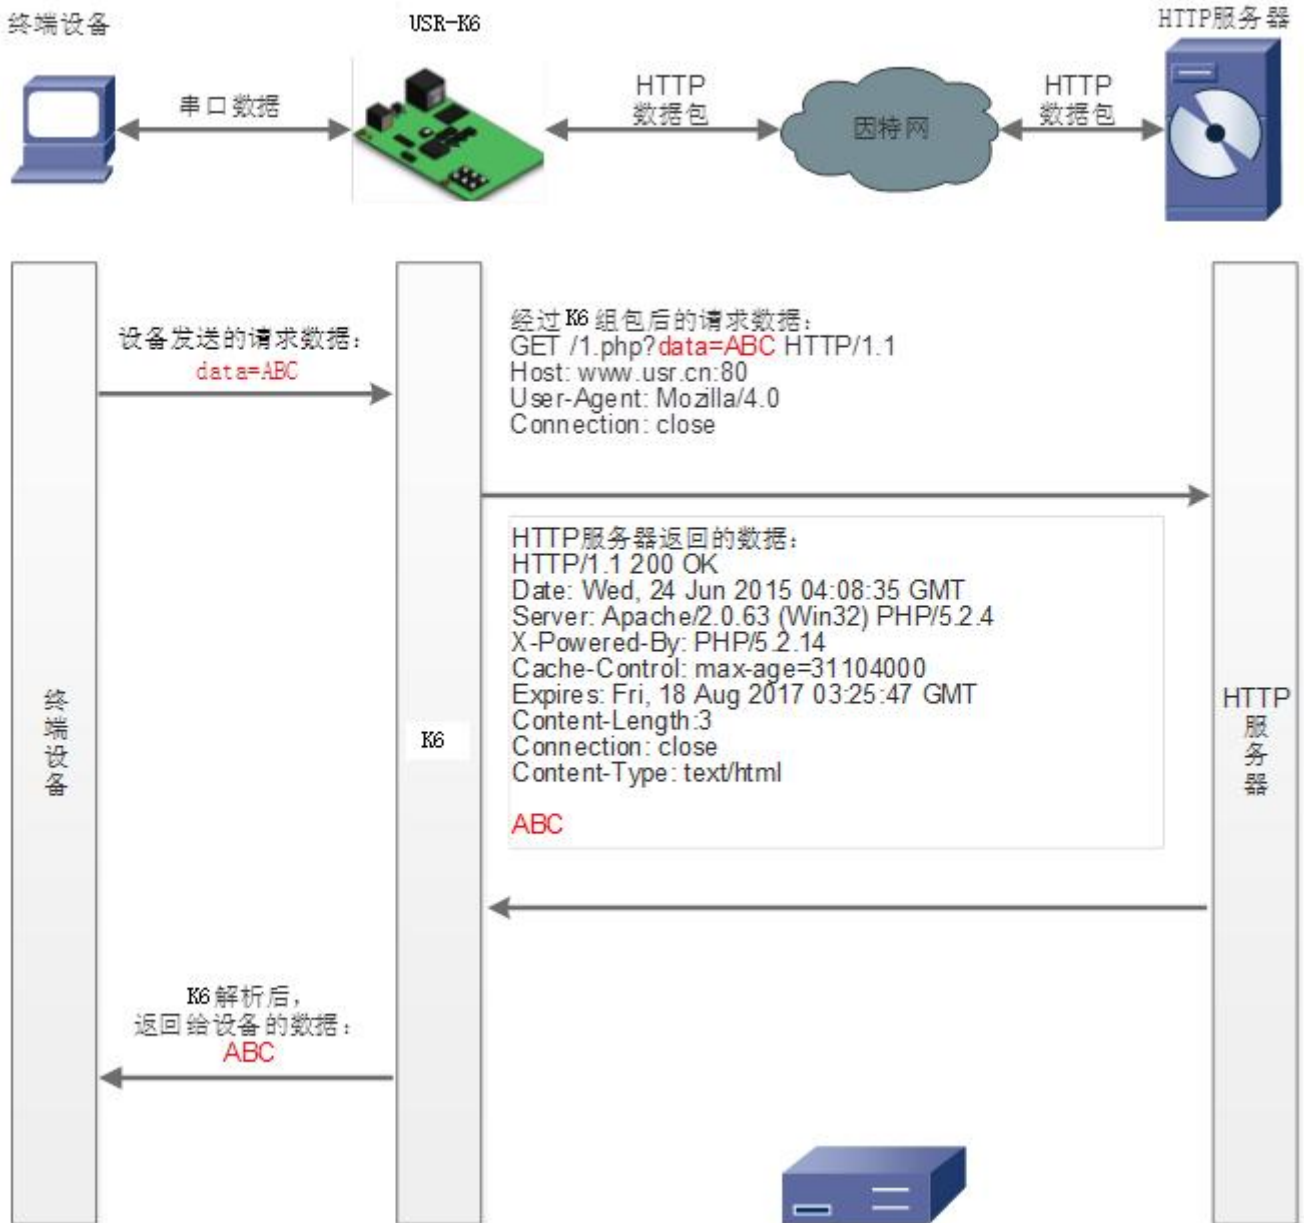 终端设备
USR-K6
HTTP服务器
串口数据
HTTP
数据包
因特网
HTTP
数据包
设备发送的请求数据：
data=ABC
经过K6组包后的请求数据：
GET /1.php?data=ABC HTTP/1.1
Host: www.usr.cn:80
User-Agent: Mozilla/4.0
Connection: close
HTTP服务器返回的数据：
HTTP/1.1 200 OK
Date: Wed, 24 Jun 2015 04:08:35 GMT
Server: Apache/2.0.63 (Win32) PHP/5.2.4
X-Powered-By: PHP/5.2.14
Cache-Control: max-age=31104000
Expires: Fri, 18 Aug 2017 03:25:47 GMT
Content-Length:3
Connection: close
Content-Type: text/html
ABC
终端设备
K6
HTTP
服务器
K6解析后，
返回给设备的数据：
ABC